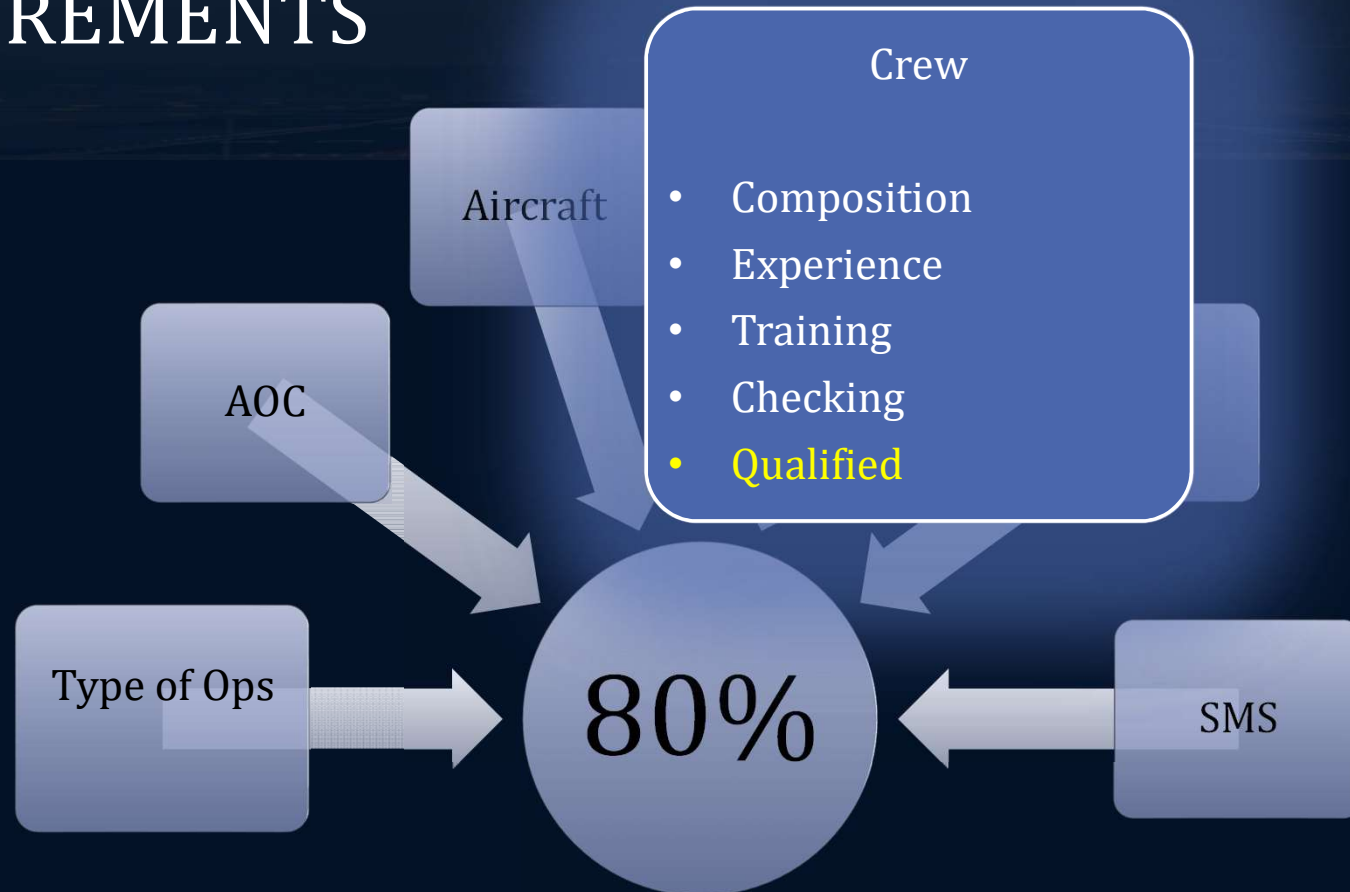 REMENTS
Crew
• Composition
• Experience
• Training
• Checking
• Qualified
Aircraft
AOC
Type of Ops
80%
SMS